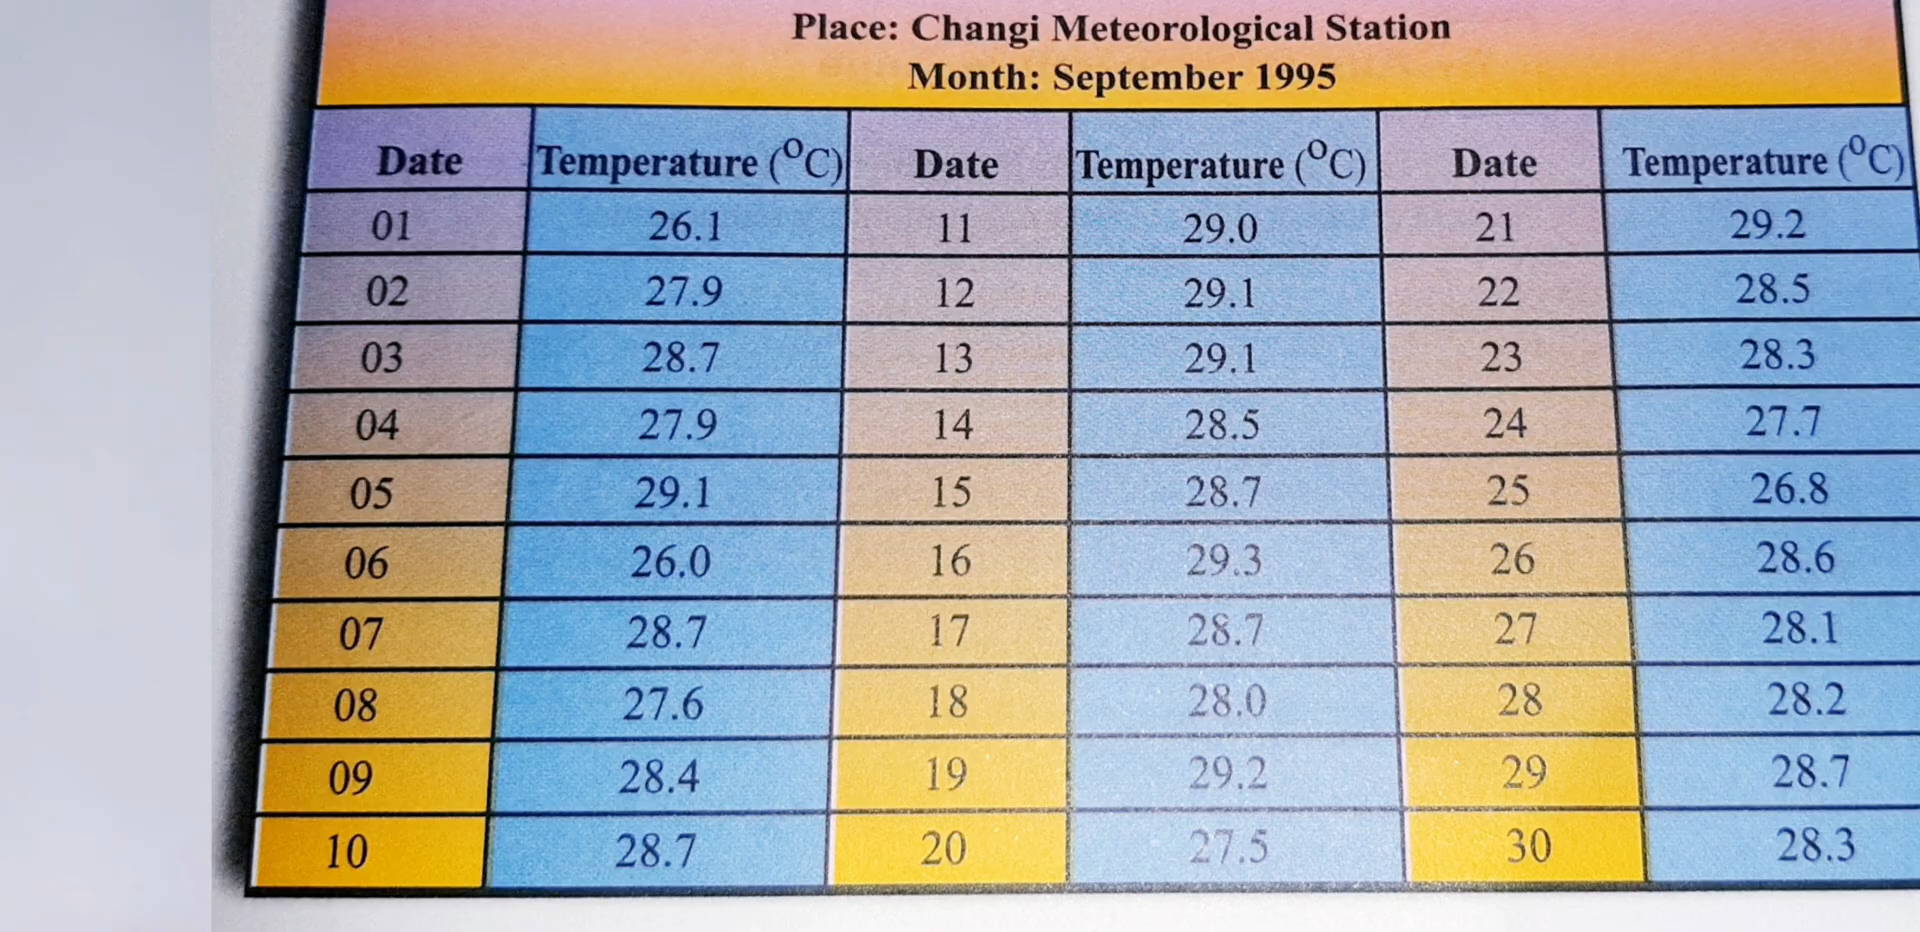 Place: Changi Meteorological Station
Month: September 1995
Date Temperature (°C) Date Temperature (°C) Date Temperature (°C)
01 26.1 11 29.0 21 29.2
02 27.9 12 29.1 22 28.5
03 28.7 13 29.1 23 28.3
04 27.9 14 28.5 24 27.7
05 29.1 15 28.7 25 26.8
06 26.0 16 29.3 26 28.6
07 28.7 17 28.7 27 28.1
08 27.6 18 28.0 28 28.2
09 28.4 19 29.2 29 28.7
10 28.7 20 27.5 30 28.3